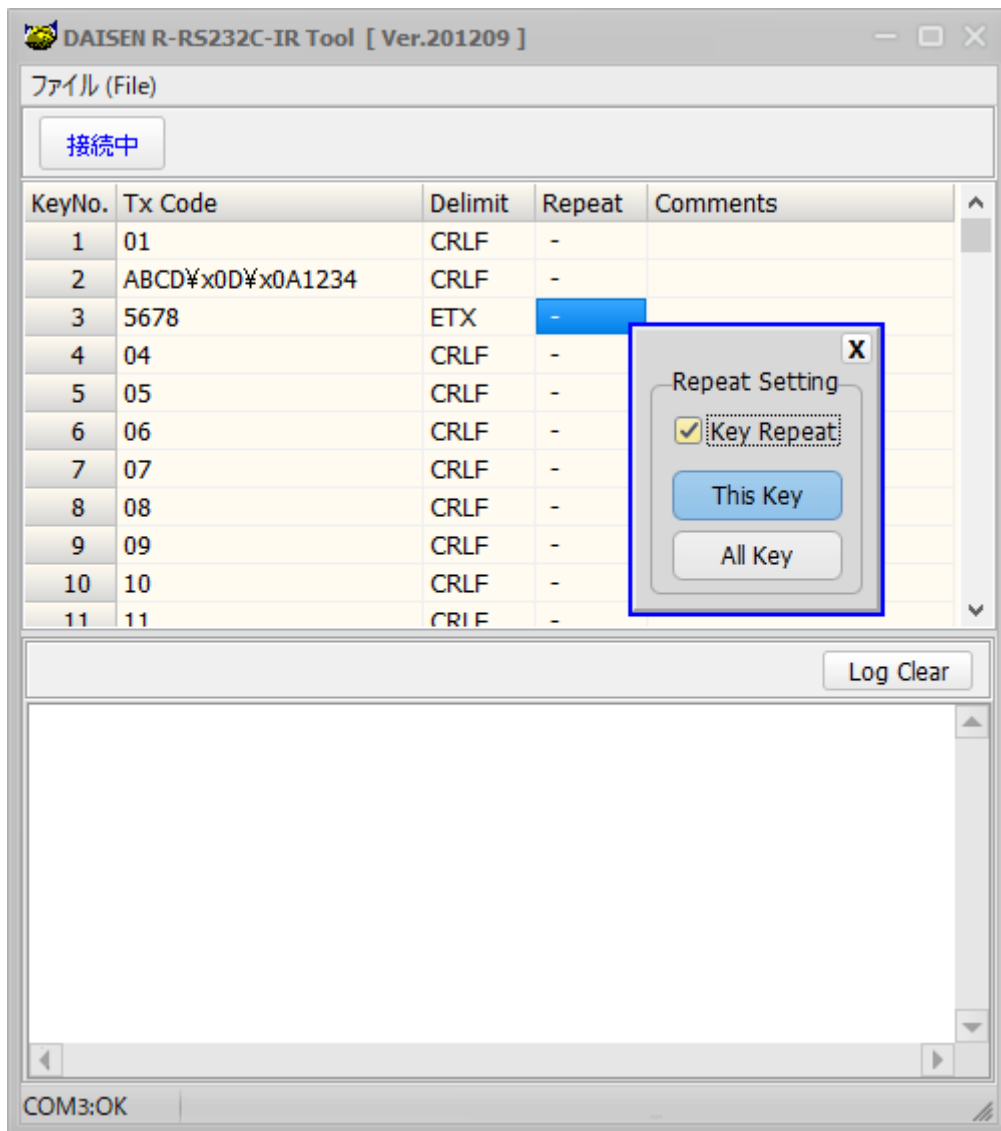 DAISEN R-RS232C-IR Tool [ Ver.201209 ]
ファイル (File)
接続中
KeyNo. Tx Code Delimit Repeat Comments
1 01 CRLF -
2 ABCD¥x0D¥x0A1234 CRLF -
3 5678 ETX -
4 04 CRLF -
5 05 CRLF -
6 06 CRLF -
7 07 CRLF -
8 08 CRLF -
9 09 CRLF -
10 10 CRLF -
11 11 CRLF -
X
Repeat Setting
Key Repeat
This Key
All Key
Log Clear
COM3:OK